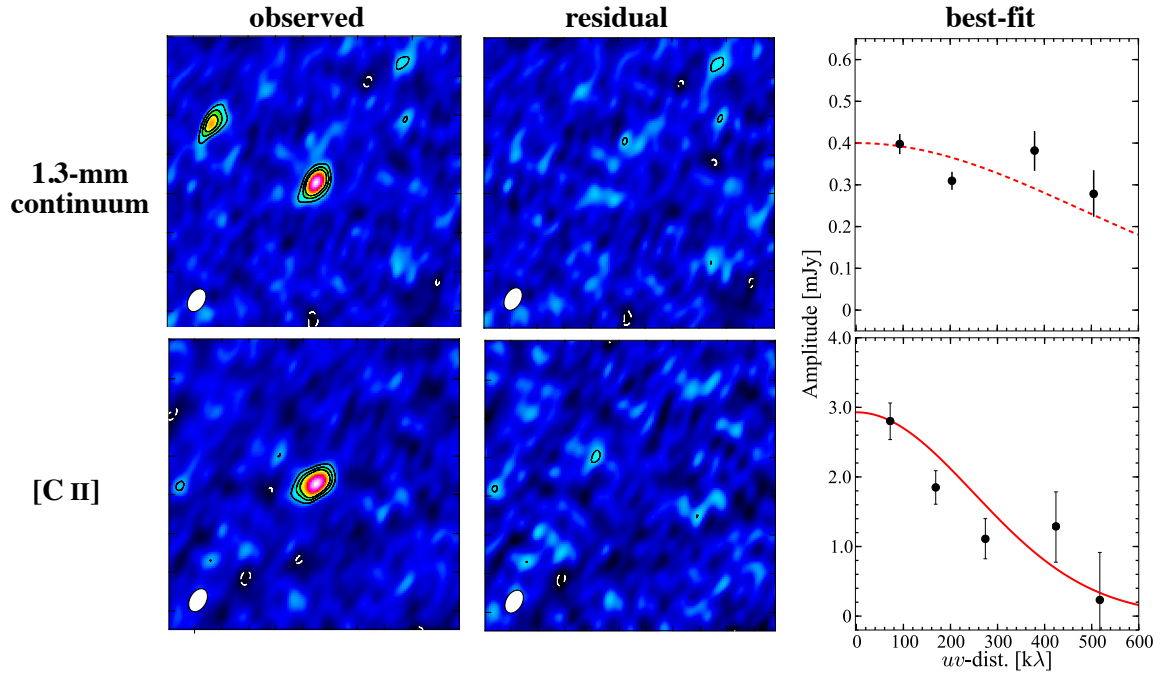 observed
residual
best-fit
1.3-mm
continuum
[C II]
Amplitude [mJy]
0.6
0.5
0.4
0.3
0.2
0.1
0
4.0
3.0
2.0
1.0
0
0 100 200 300 400 500 600
uv-dist. [kλ]